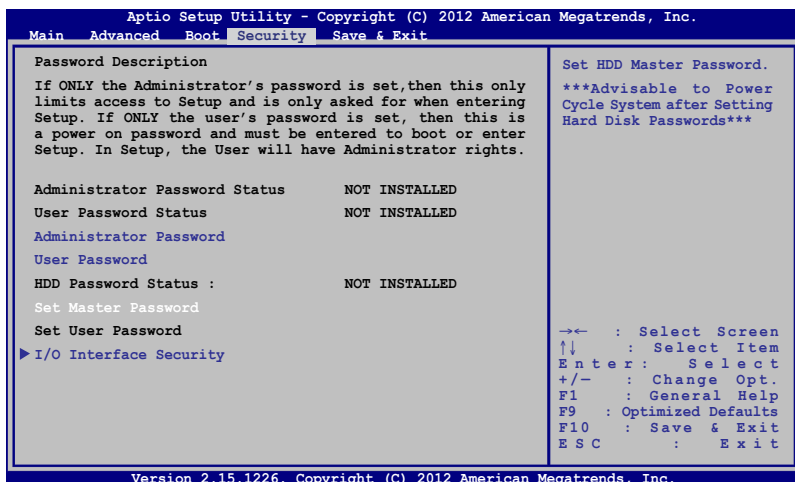 Aptio Setup Utility - Copyright (C) 2012 American Megatrends, Inc.
Main Advanced Boot Security Save & Exit
Password Description
If ONLY the Administrator's password is set,then this only
limits access to Setup and is only asked for when entering
Setup. If ONLY the user's password is set, then this is
a power on password and must be entered to boot or enter
Setup. In Setup, the User will have Administrator rights.
Administrator Password Status NOT INSTALLED
User Password Status NOT INSTALLED
Administrator Password
User Password
HDD Password Status : NOT INSTALLED
Set Master Password
Set User Password
I/O Interface Security
Set HDD Master Password.
***Advisable to Power
Cycle System after Setting
Hard Disk Passwords***
→← : Select Screen
↑↓ : Select Item
Enter: Select
+/— : Change Opt.
F1 : General Help
F9 : Optimized Defaults
F10 : Save & Exit
ESC : Exit
Version 2.15.1226. Copyright (C) 2012 American Megatrends, Inc.